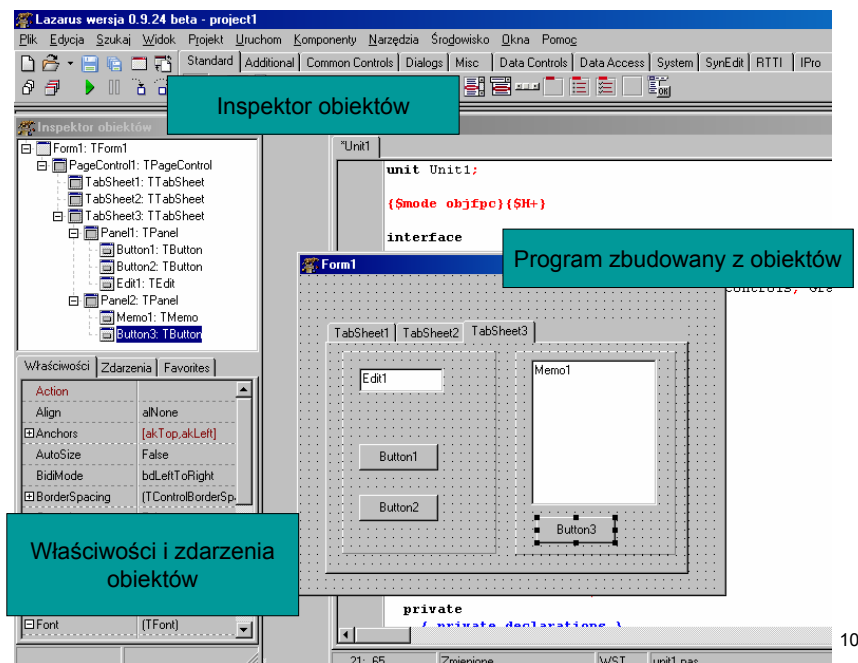 Lazarus wersja 0.9.24 beta - project1
Plik Edycja Szukaj Widok Projekt Uruchom Komponenty Narzędzia Środowisko Okna Pomoc
Standard Additional Common Controls Dialogs Misc Data Controls Data Access System SynEdit RTTI IPro
Inspektor obiektów
Inspektor obiektów
Form1: TForm1
PageControl1: TPageControl
TabSheet1: TTabSheet
TabSheet2: TTabSheet
TabSheet3: TTabSheet
Panel1: TPanel
Button1: TButton
Button2: TButton
Edit1: TEdit
Panel2: TPanel
Memo1: TMemo
Button3: TButton
*Unit1
unit Unit1;
{$mode objfpc}{$H+}
interface
Program zbudowany z obiektów
Form1
TabSheet1 TabSheet2 TabSheet3
Edit1
Memo1
Button1
Button2
Button3
Właściwości Zdarzenia Favorites
Action
Align alNone
Anchors [akTop,akLeft]
AutoSize False
BidiMode bdLeftToRight
BorderSpacing (TControlBorderSp
Właściwości i zdarzenia
obiektów
Font (TFont)
private
{ private declarations }
21: 65 Zmienione WST unit1.pas
10